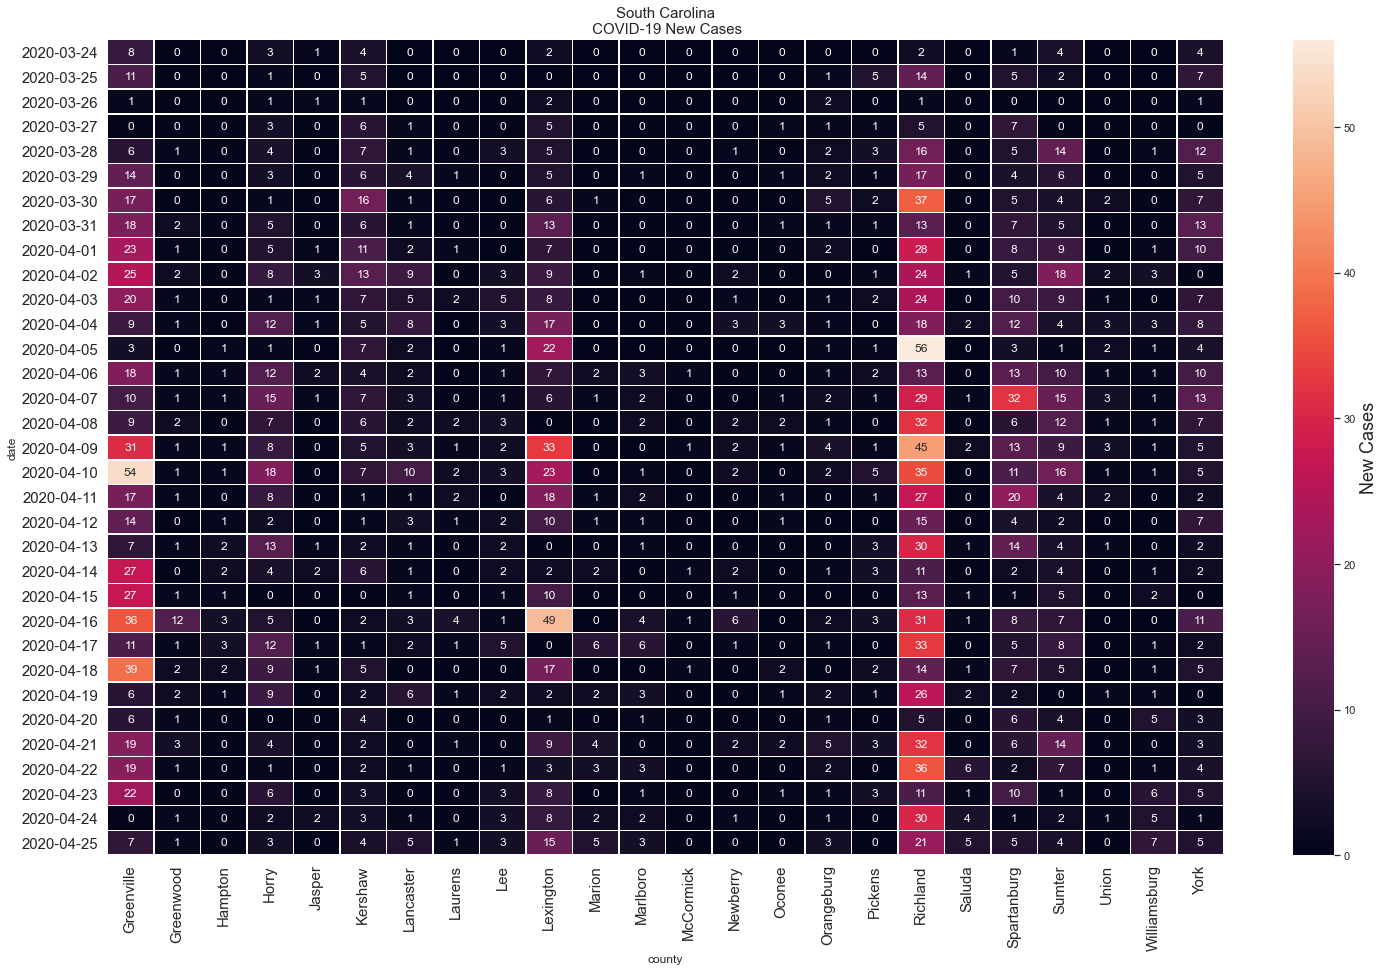 South Carolina
COVID-19 New Cases
2020-03-24 8 0 0 3 1 4 0 0 0 2 0 0 0 0 0 0 0 2 0 1 4 0 0 4
2020-03-25 11 0 0 1 0 5 0 0 0 0 0 0 0 0 0 1 5 14 0 5 2 0 0 7
2020-03-26 1 0 0 1 1 1 0 0 0 2 0 0 0 0 0 2 0 1 0 0 0 0 0 1
2020-03-27 0 0 0 3 0 6 1 0 0 5 0 0 0 0 1 1 1 5 0 7 0 0 0 0
2020-03-28 6 1 0 4 0 7 1 0 3 5 0 0 0 1 0 2 3 16 0 5 14 0 1 12
2020-03-29 14 0 0 3 0 6 4 1 0 5 0 1 0 0 1 2 1 17 0 4 6 0 0 5
2020-03-30 17 0 0 1 0 16 1 0 0 6 1 0 0 0 0 5 2 37 0 5 4 2 0 7
2020-03-31 18 2 0 5 0 6 1 0 0 13 0 0 0 0 1 1 1 13 0 7 5 0 0 13
2020-04-01 23 1 0 5 1 11 2 1 0 7 0 0 0 0 0 2 0 28 0 8 9 0 1 10
2020-04-02 25 2 0 8 3 13 9 0 3 9 0 1 0 2 0 0 1 24 1 5 18 2 3 0
2020-04-03 20 1 0 1 1 7 5 2 5 8 0 0 0 1 0 1 2 24 0 10 9 1 0 7
2020-04-04 9 1 0 12 1 5 8 0 3 17 0 0 0 3 3 1 0 18 2 12 4 3 3 8
2020-04-05 3 0 1 1 0 7 2 0 1 22 0 0 0 0 0 1 1 56 0 3 1 2 1 4
2020-04-06 18 1 1 12 2 4 2 0 1 7 2 3 1 0 0 1 2 13 0 13 10 1 1 10
2020-04-07 10 1 1 15 1 7 3 0 1 6 1 2 0 0 1 2 1 29 1 32 15 3 1 13
2020-04-08 9 2 0 7 0 6 2 2 3 0 0 2 0 2 2 1 0 32 0 6 12 1 1 7
2020-04-09 31 1 1 8 0 5 3 1 2 33 0 0 1 2 1 4 1 45 2 13 9 3 1 5
2020-04-10 54 1 1 18 0 7 10 2 3 23 0 1 0 2 0 2 5 35 0 11 16 1 1 5
2020-04-11 17 1 0 8 0 1 1 2 0 18 1 2 0 0 1 0 1 27 0 20 4 2 0 2
2020-04-12 14 0 1 2 0 1 3 1 2 10 1 1 0 0 1 0 0 15 0 4 2 0 0 7
2020-04-13 7 1 2 13 1 2 1 0 2 0 0 1 0 0 0 0 3 30 1 14 4 1 0 2
2020-04-14 27 0 2 4 2 6 1 0 2 2 2 0 1 2 0 1 3 11 0 2 4 0 1 2
2020-04-15 27 1 1 0 0 0 1 0 1 10 0 0 0 1 0 0 0 13 1 1 5 0 2 0
2020-04-16 36 12 3 5 0 2 3 4 1 49 0 4 1 6 0 2 3 31 1 8 7 0 0 11
2020-04-17 11 1 3 12 1 1 2 1 5 0 6 6 0 1 0 1 0 33 0 5 8 0 1 2
2020-04-18 39 2 2 9 1 5 0 0 0 17 0 0 1 0 2 0 2 14 1 7 5 0 1 5
2020-04-19 6 2 1 9 0 2 6 1 2 2 2 3 0 0 1 2 1 26 2 2 0 1 1 0
2020-04-20 6 1 0 0 0 4 0 0 0 1 0 1 0 0 0 1 0 5 0 6 4 0 5 3
2020-04-21 19 3 0 4 0 2 0 1 0 9 4 0 0 2 2 5 3 32 0 6 14 0 0 3
2020-04-22 19 1 0 1 0 2 1 0 1 3 3 3 0 0 0 2 0 36 6 2 7 0 1 4
2020-04-23 22 0 0 6 0 3 0 0 3 8 0 1 0 0 1 1 3 11 1 10 1 0 6 5
2020-04-24 0 1 0 2 2 3 1 0 3 8 2 2 0 1 0 1 0 30 4 1 2 1 5 1
2020-04-25 7 1 0 3 0 4 5 1 3 15 5 3 0 0 0 3 0 21 5 5 4 0 7 5
date
Greenville Greenwood Hampton Horry Jasper Kershaw Lancaster Laurens Lee Lexington Marion Marlboro McCormick Newberry Oconee Orangeburg Pickens Richland Saluda Spartanburg Sumter Union Williamsburg York
county
50
40
30
20
10
0
New Cases